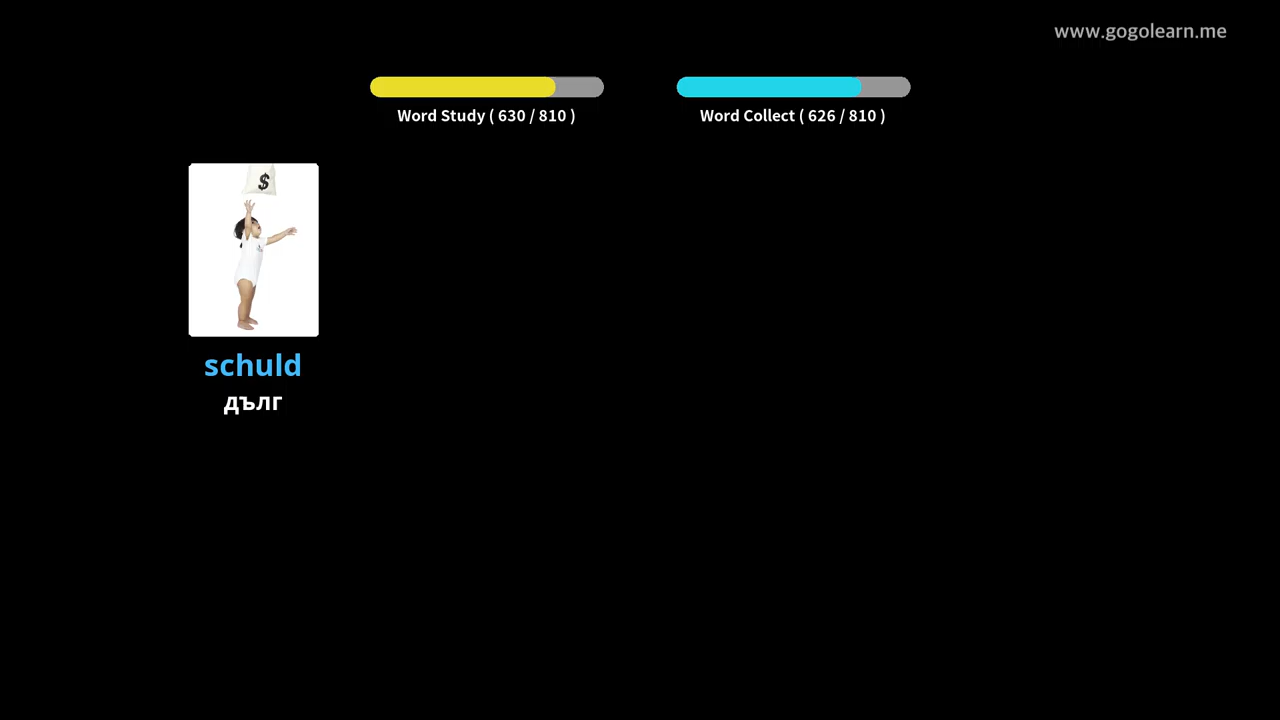 www.gogolearn.me
Word Study ( 630 / 810 )
Word Collect ( 626 / 810 )
$
schuld
дълг